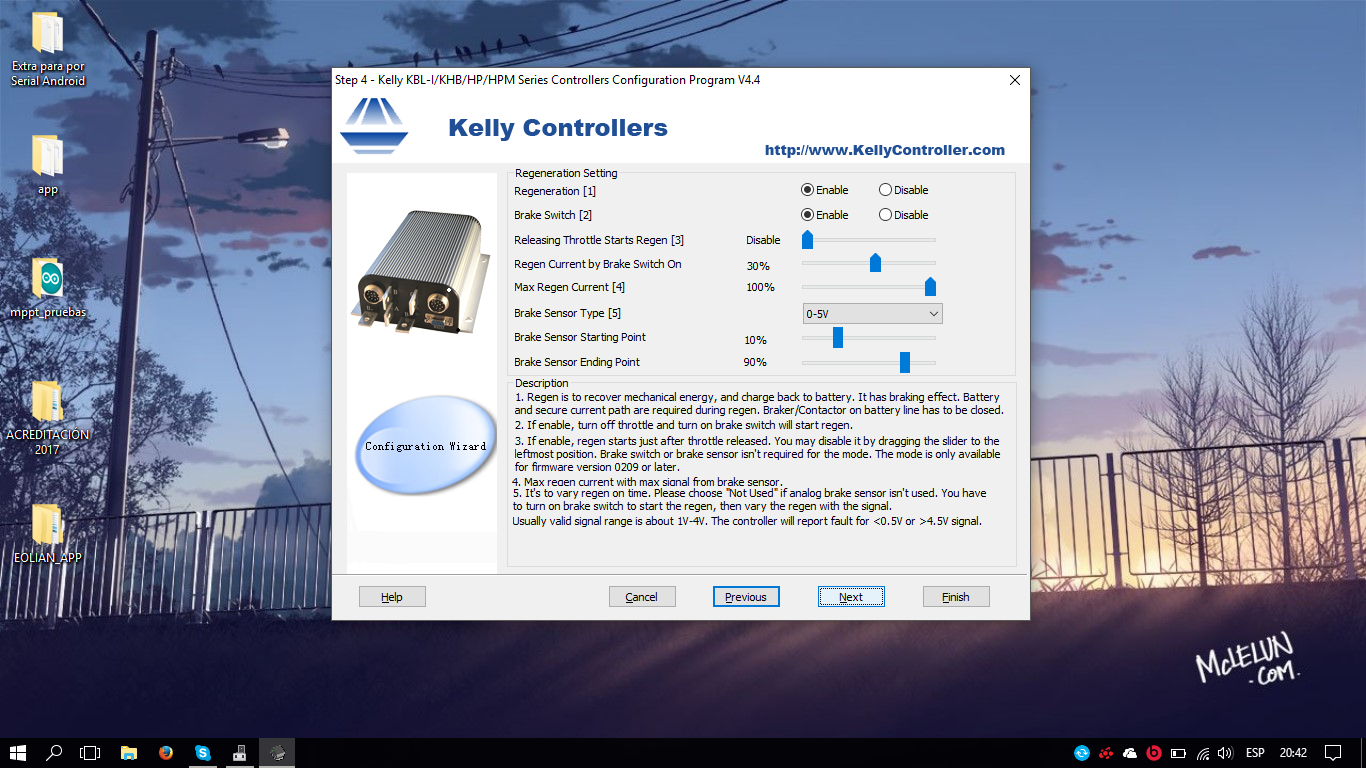 Extra para por
Serial Android
app
mppt_pruebas
ACREDITACIÓN
2017
EOLIAN_APP
Step 4 - Kelly KBL-I/KHB/HP/HPM Series Controllers Configuration Program V4.4
Kelly Controllers
http://www.KellyController.com
Configuration Wizard
Regeneration Setting
Regeneration [1] Enable Disable
Brake Switch [2] Enable Disable
Releasing Throttle Starts Regen [3] Disable
Regen Current by Brake Switch On 30%
Max Regen Current [4] 100%
Brake Sensor Type [5] 0-5V
Brake Sensor Starting Point 10%
Brake Sensor Ending Point 90%
Description
1. Regen is to recover mechanical energy, and charge back to battery. It has braking effect. Battery
and secure current path are required during regen. Braker/Contactor on battery line has to be closed.
2. If enable, turn off throttle and turn on brake switch will start regen.
3. If enable, regen starts just after throttle released. You may disable it by dragging the slider to the
leftmost position. Brake switch or brake sensor isn't required for the mode. The mode is only available
for firmware version 0209 or later.
4. Max regen current with max signal from brake sensor.
5. It's to vary regen on time. Please choose "Not Used" if analog brake sensor isn't used. You have
to turn on brake switch to start the regen, then vary the regen with the signal.
Usually valid signal range is about 1V-4V. The controller will report fault for <0.5V or >4.5V signal.
Help Cancel Previous Next Finish
McLELUN
.COM.
ESP 20:42